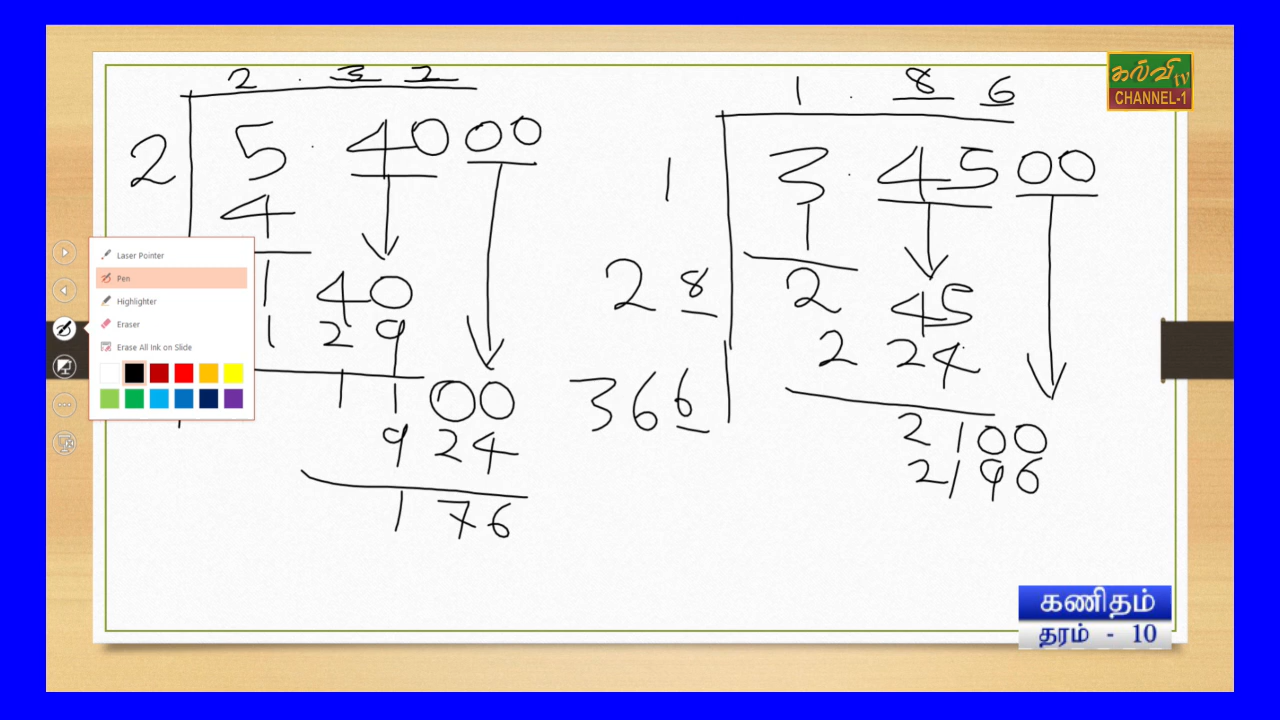 கல்வி TV
CHANNEL-1
2 . 3 2
2 5 . 40 00
4
1 40
1 29
1 1 00
9 24
1 76
1 . 8 6
1 3 . 45 00
1
28 2 45
2 24
366 2100
2196
Laser Pointer
Pen
Highlighter
Eraser
Erase All Ink on Slide
கணிதம்
தரம் - 10